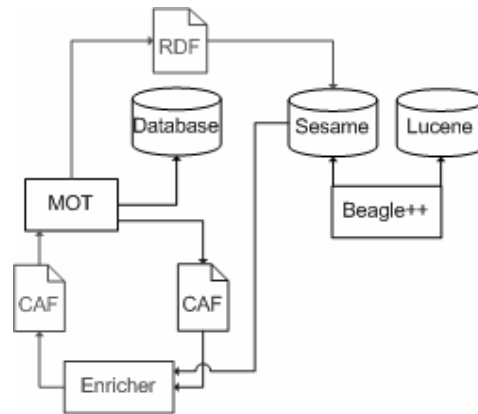 RDF
Database
Sesame
Lucene
MOT
Beagle++
CAF
CAF
Enricher